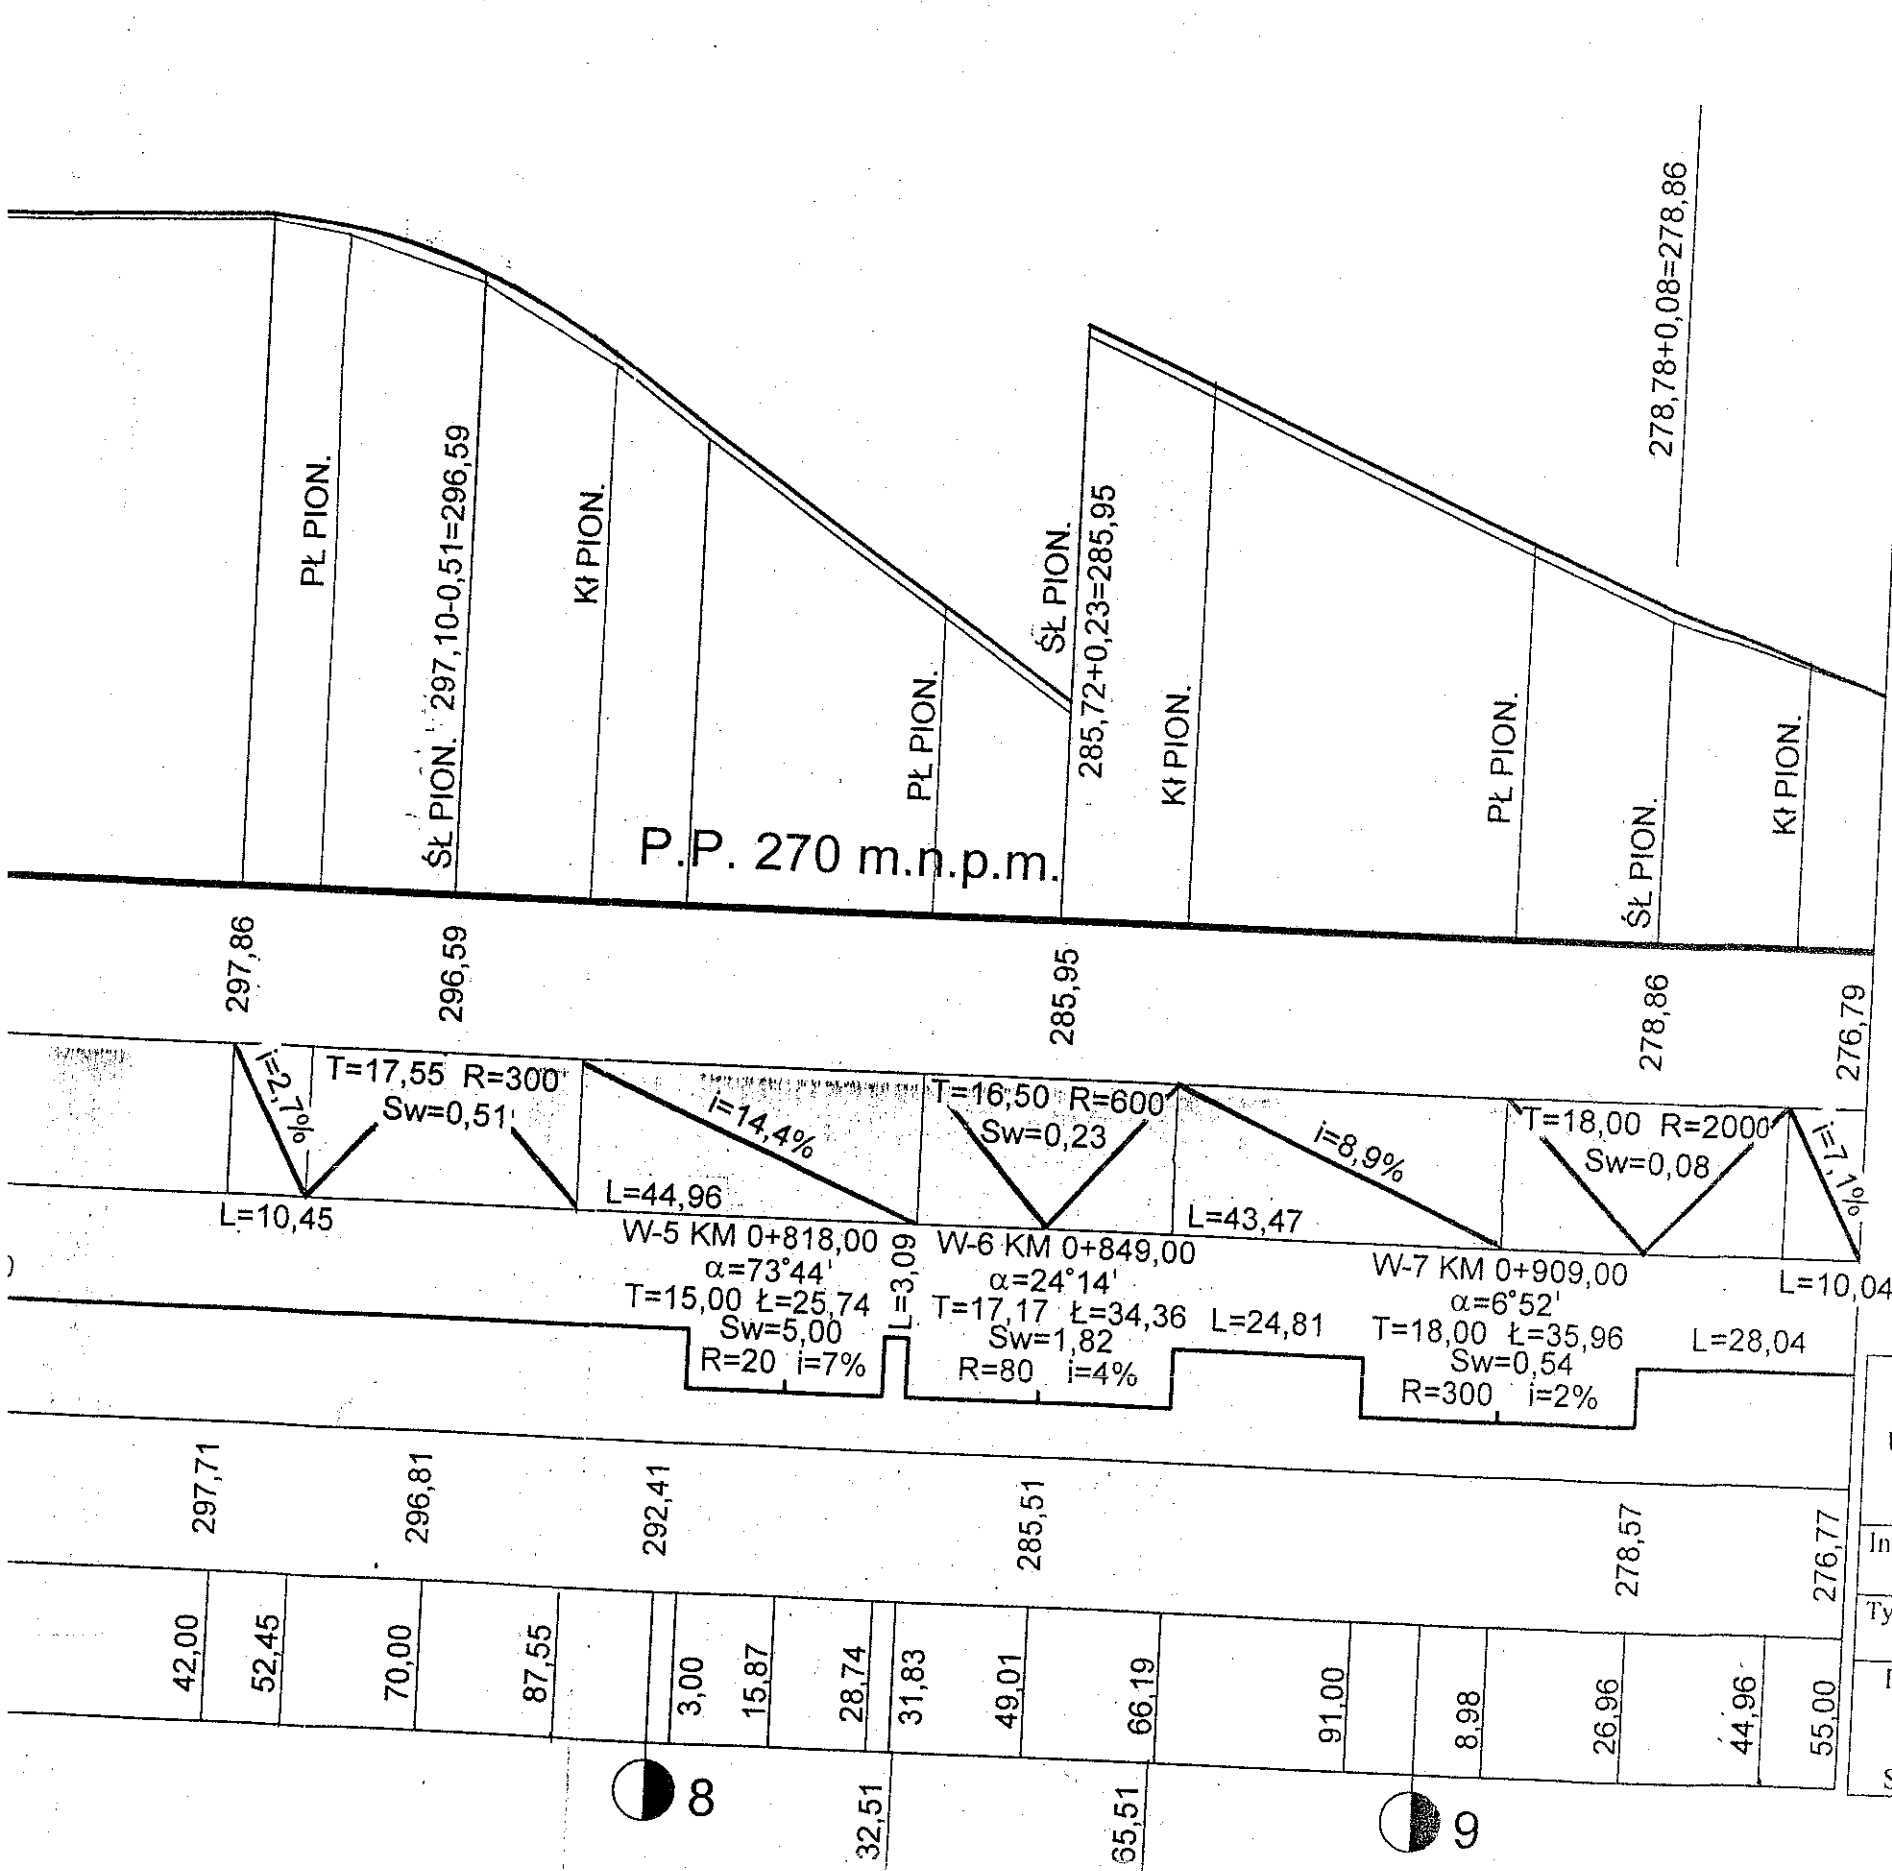 278,78+0,08=278,86
PŁ PION.
ŚŁ PION. 297,10-0,51=296,59
KŁ PION.
PŁ PION.
ŚŁ PION.
285,72+0,23=285,95
KŁ PION.
PŁ PION.
ŚŁ PION.
KŁ PION.
P.P. 270 m.n.p.m.
297,86
296,59
285,95
278,86
276,79
i=2,7%
T=17,55 R=300
Sw=0,51
i=14,4%
T=16,50 R=600
Sw=0,23
i=8,9%
T=18,00 R=2000
Sw=0,08
i=7,1%
L=10,45
L=44,96
L=43,47
L=10,04
W-5 KM 0+818,00
α=73°44'
T=15,00 Ł=25,74
Sw=5,00
R=20 i=7%
L=3,09
W-6 KM 0+849,00
α=24°14'
T=17,17 Ł=34,36
Sw=1,82
R=80 i=4%
L=24,81
W-7 KM 0+909,00
α=6°52'
T=18,00 Ł=35,96
Sw=0,54
R=300 i=2%
L=28,04
297,71
296,81
292,41
285,51
278,57
276,77
In
Ty
42,00
52,45
70,00
87,55
3,00
15,87
28,74
31,83
49,01
66,19
91,00
8,98
26,96
44,96
55,00
8
32,51
65,51
9